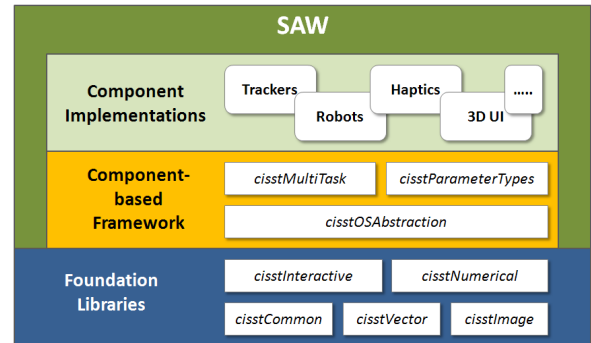 SAW
Component
Implementations
Trackers
Haptics
.....
Robots
3D UI
Component-
based
Framework
cisstMultiTask
cisstParameterTypes
cisstOSAbstraction
Foundation
Libraries
cisstInteractive
cisstNumerical
cisstCommon
cisstVector
cisstImage